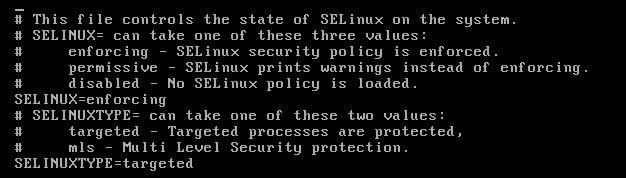 # This file controls the state of SELinux on the system.
# SELINUX= can take one of these three values:
#     enforcing - SELinux security policy is enforced.
#     permissive - SELinux prints warnings instead of enforcing.
#     disabled - No SELinux policy is loaded.
SELINUX=enforcing
# SELINUXTYPE= can take one of these two values:
#     targeted - Targeted processes are protected,
#     mls - Multi Level Security protection.
SELINUXTYPE=targeted